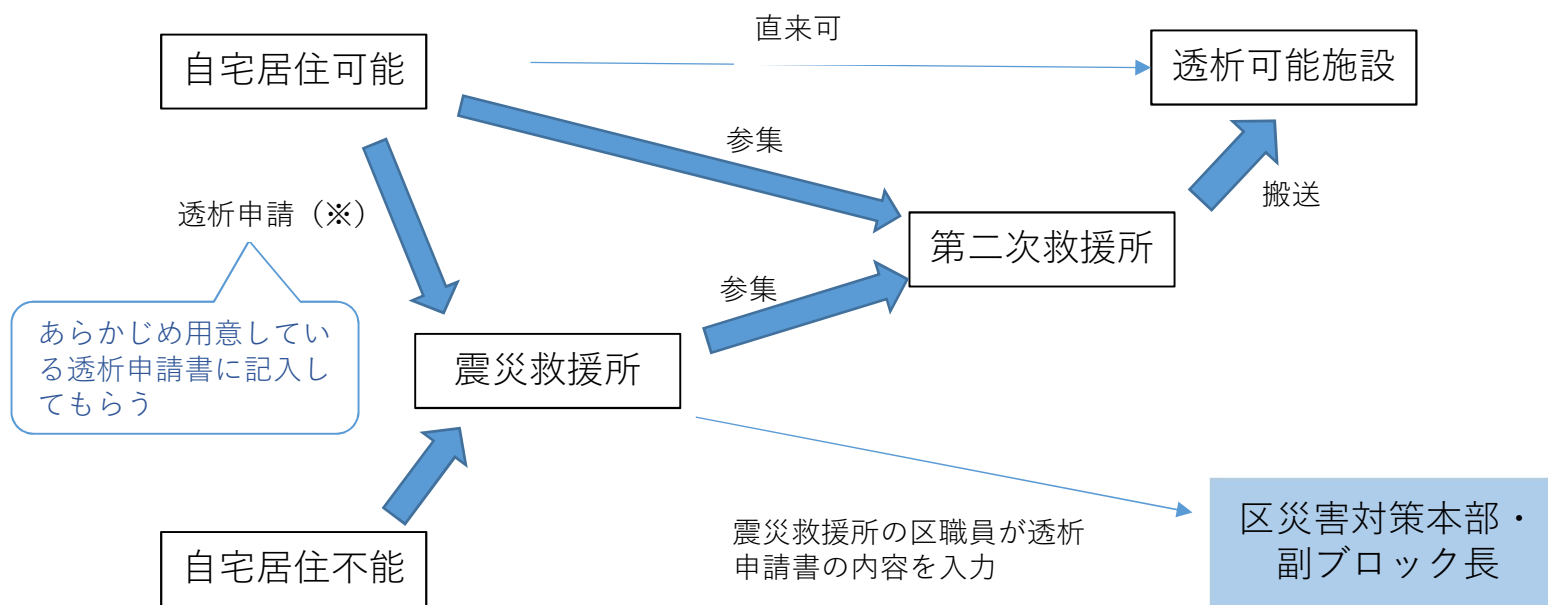 直来可
自宅居住可能
透析可能施設
参集
搬送
透析申請（※）
第二次救援所
参集
あらかじめ用意してい
る透析申請書に記入し
てもらう
震災救援所
区災害対策本部・
副ブロック長
震災救援所の区職員が透析
申請書の内容を入力
自宅居住不能